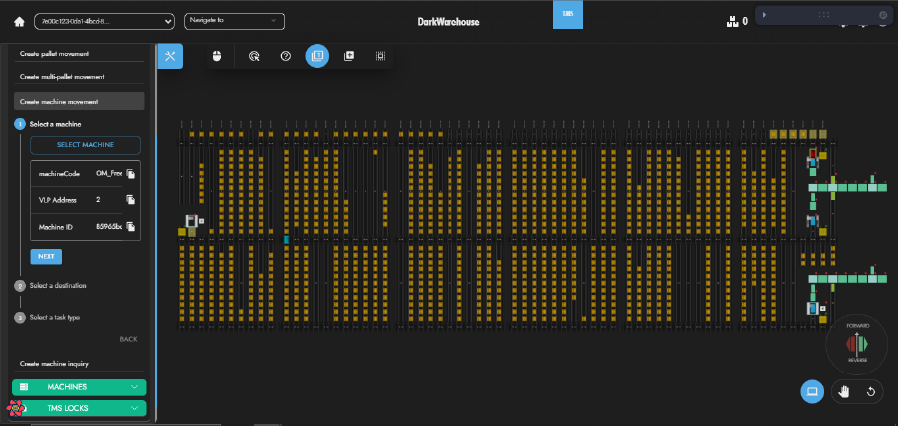 7e00c123-0da1-4bcd-8...
Navigate to
DarkWarehouse
0
Create pallet movement
Create multi-pallet movement
Create machine movement
1 Select a machine
SELECT MACHINE
machineCode OM_Free
VLP Address 2
Machine ID 85965bc
NEXT
2 Select a destination
3 Select a task type
BACK
Create machine inquiry
MACHINES
TMS LOCKS
FORWARD
REVERSE